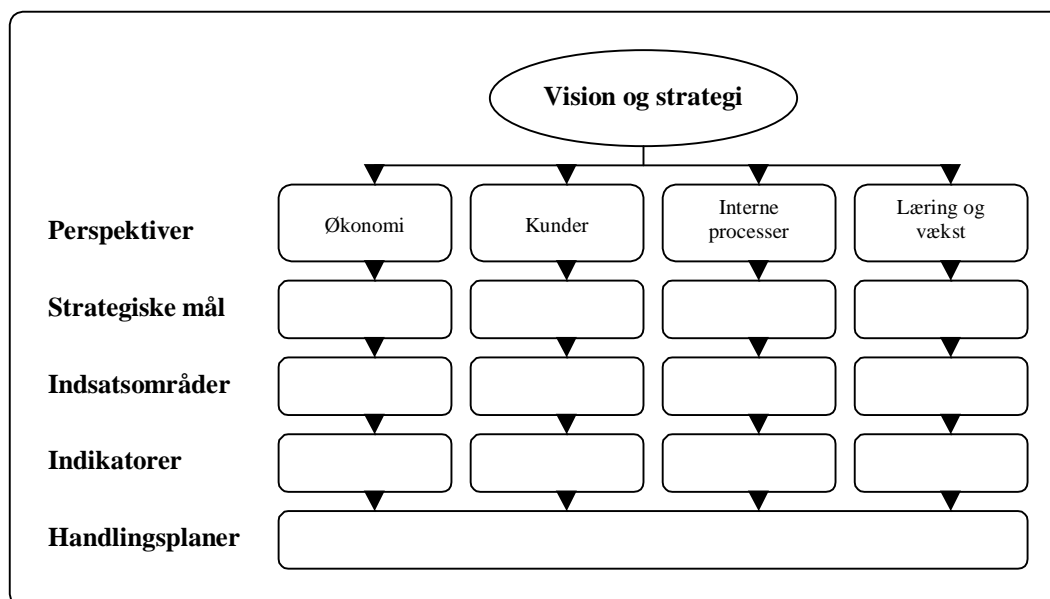 Vision og strategi
Perspektiver
Økonomi
Kunder
Interne
processer
Læring og
vækst
Strategiske mål
Indsatsområder
Indikatorer
Handlingsplaner